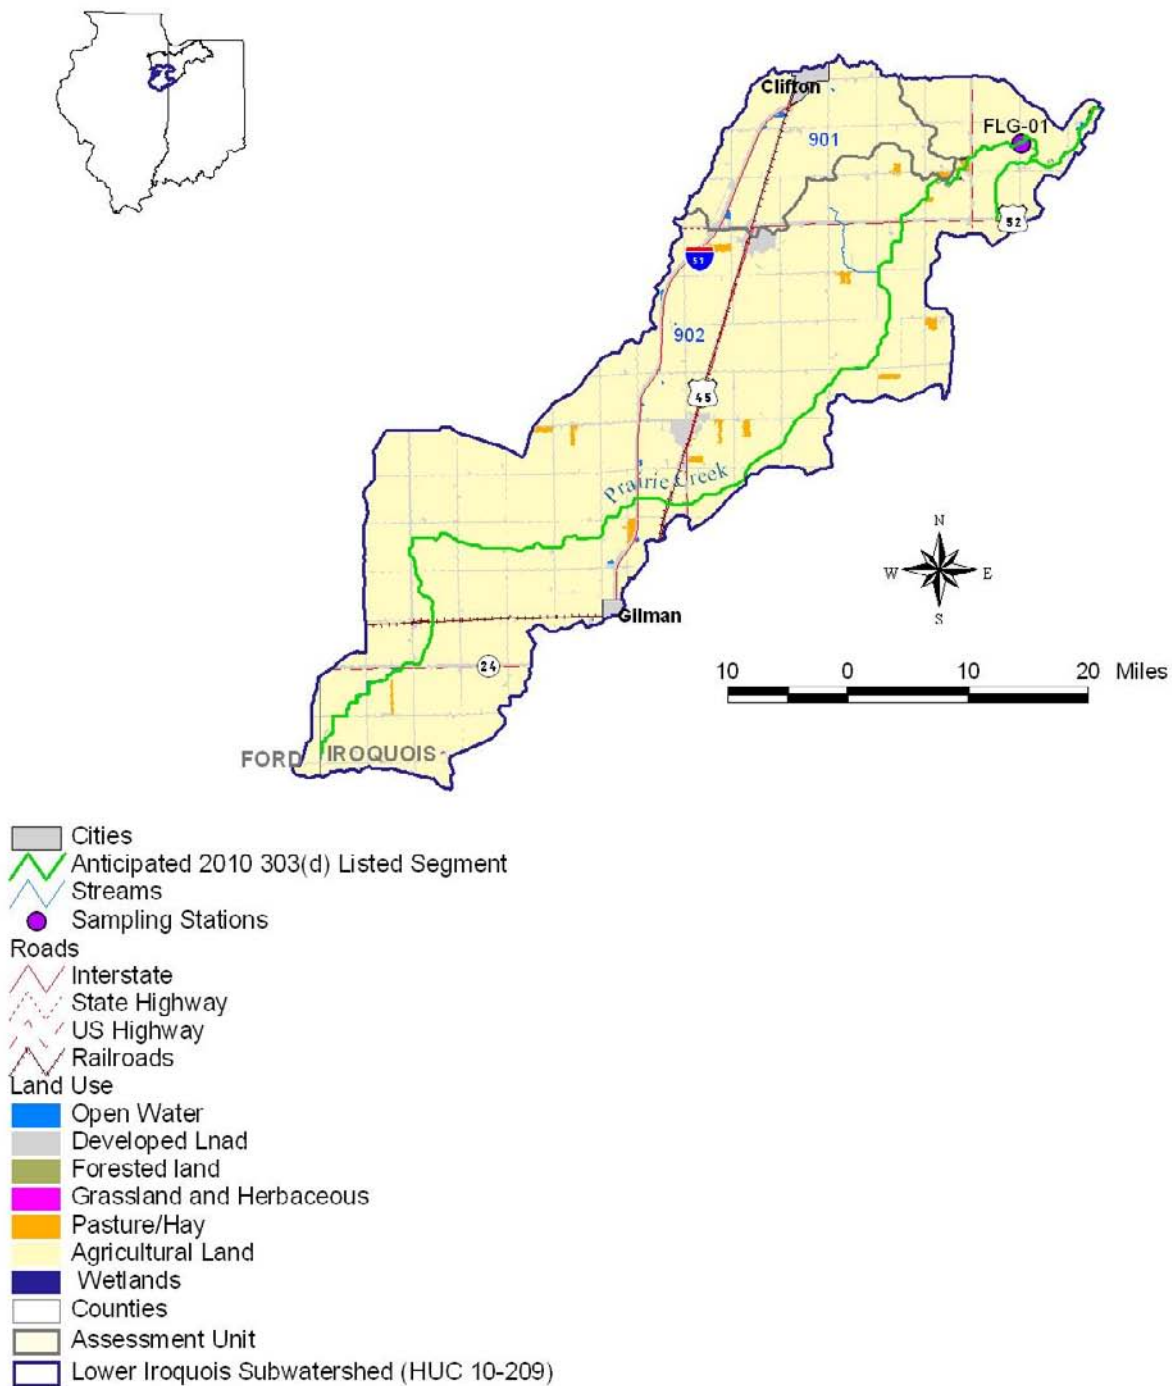 Clifton
901
FLG-01
52
57
902
45
Prairie Creek
N
W E
S
Gilman
24
10 0 10 20 Miles
FORD IROQUOIS
Cities
Anticipated 2010 303(d) Listed Segment
Streams
Sampling Stations
Roads
Interstate
State Highway
US Highway
Railroads
Land Use
Open Water
Developed Lnad
Forested land
Grassland and Herbaceous
Pasture/Hay
Agricultural Land
Wetlands
Counties
Assessment Unit
Lower Iroquois Subwatershed (HUC 10-209)